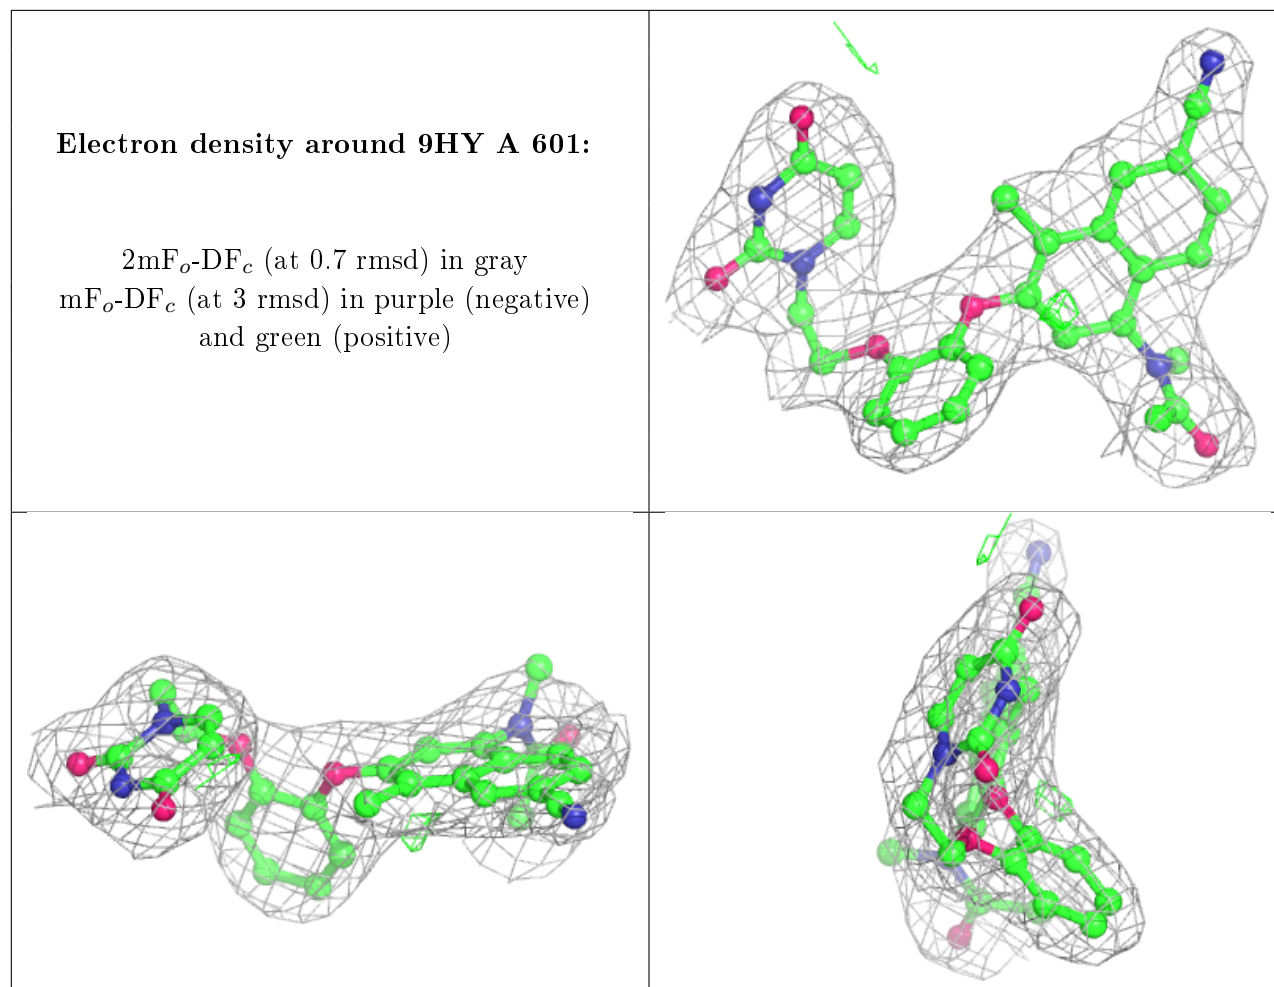 Electron density around 9HY A 601:
2mFo-DFc (at 0.7 rmsd) in gray
mFo-DFc (at 3 rmsd) in purple (negative)
and green (positive)